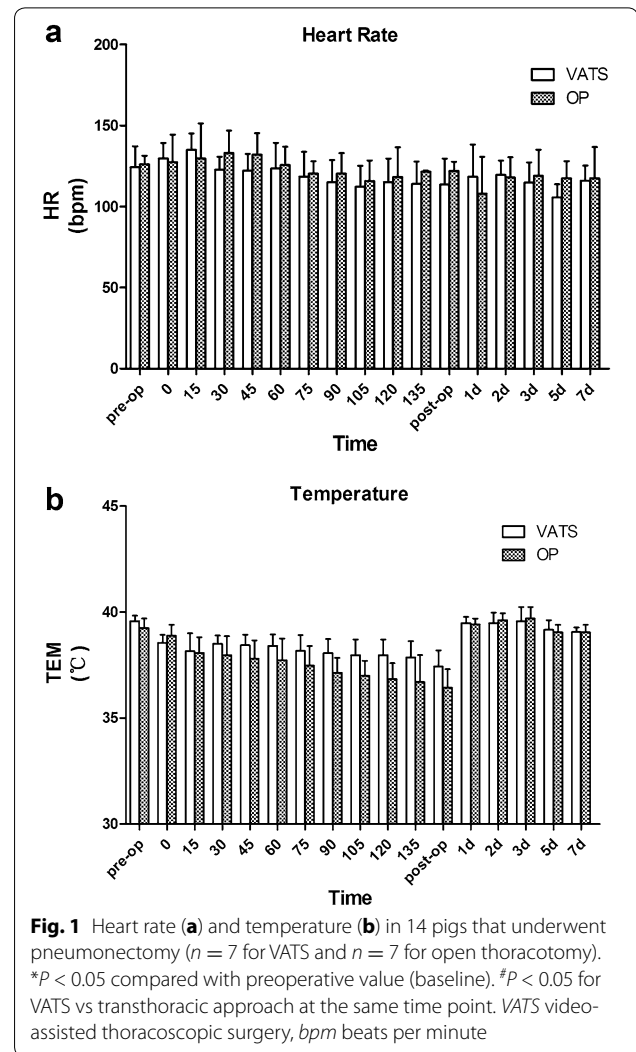 a
Heart Rate
200
150
100
50
0
HR
(bpm)
VATS
OP
pre-op 0 15 30 45 60 75 90 105 120 135 post-op 1d 2d 3d 5d 7d
Time
b
Temperature
45
40
35
30
TEM
(℃)
VATS
OP
pre-op 0 15 30 45 60 75 90 105 120 135 post-op 1d 2d 3d 5d 7d
Time
Fig. 1 Heart rate (a) and temperature (b) in 14 pigs that underwent
pneumonectomy (n = 7 for VATS and n = 7 for open thoracotomy).
*P < 0.05 compared with preoperative value (baseline). #P < 0.05 for
VATS vs transthoracic approach at the same time point. VATS video-
assisted thoracoscopic surgery, bpm beats per minute